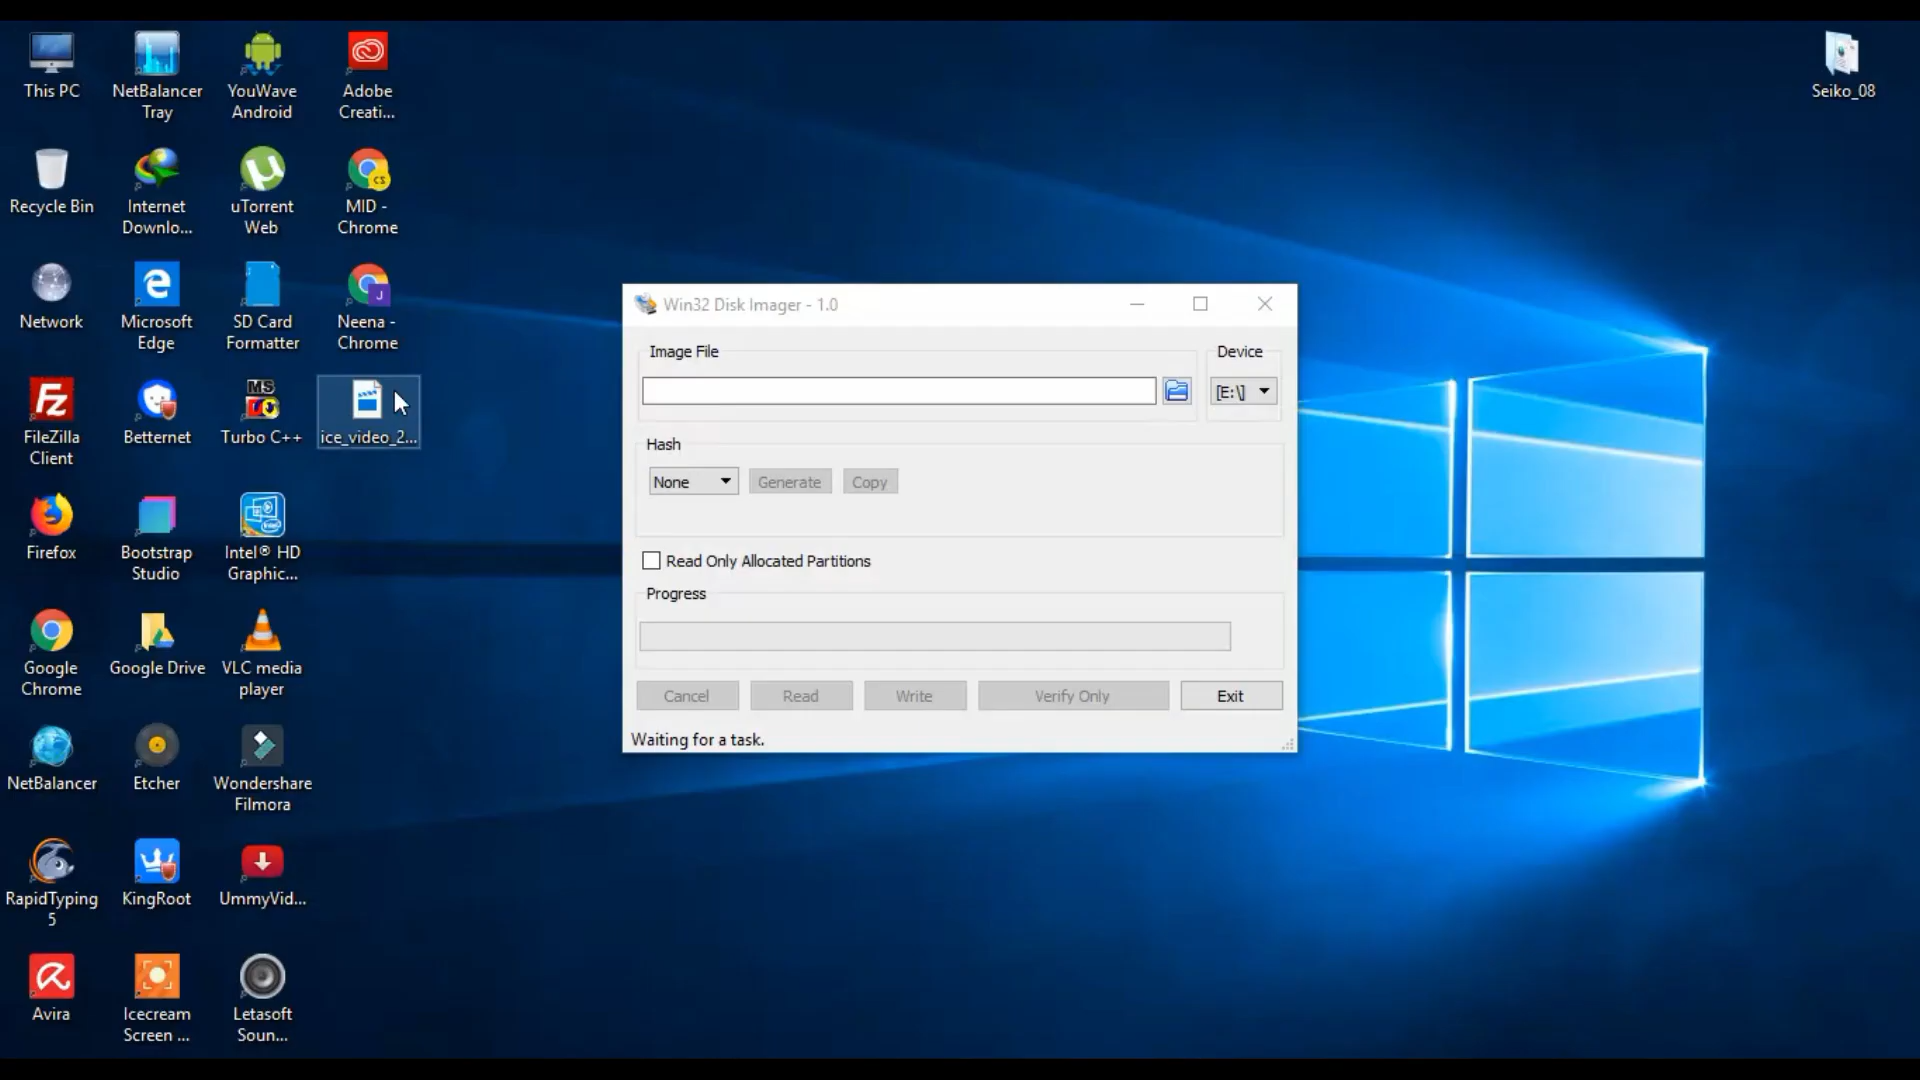 This PC
NetBalancer
Tray
YouWave
Android
Adobe
Creati...
Recycle Bin
Internet
Downlo...
uTorrent
Web
MID -
Chrome
Network
Microsoft
Edge
SD Card
Formatter
Neena -
Chrome
FileZilla
Client
Betternet
Turbo C++
ice_video_2...
Firefox
Bootstrap
Studio
Intel® HD
Graphic...
Google
Chrome
Google Drive
VLC media
player
NetBalancer
Etcher
Wondershare
Filmora
RapidTyping
5
KingRoot
UmmyVid...
Avira
Icecream
Screen ...
Letasoft
Soun...
Seiko_08
Win32 Disk Imager - 1.0
Image File
Device
[E:\]
Hash
None
Generate
Copy
Read Only Allocated Partitions
Progress
Cancel
Read
Write
Verify Only
Exit
Waiting for a task.